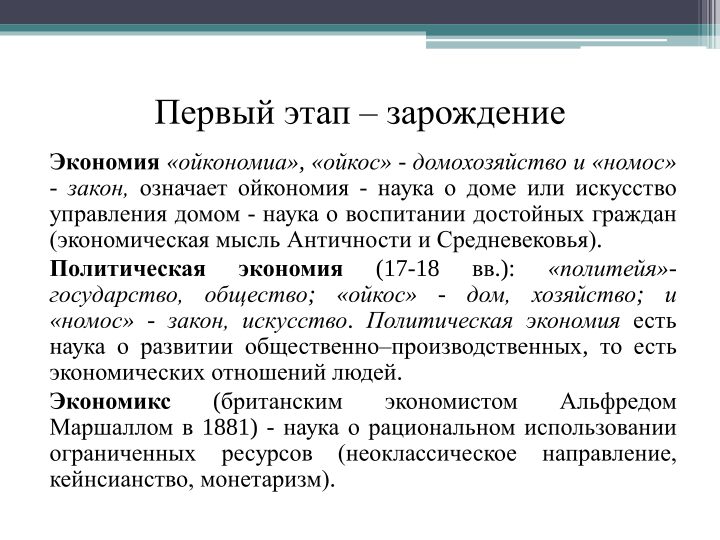 Первый этап – зарождение
Экономия «ойкономиа», «ойкос» - домохозяйство и «номос»
- закон, означает ойкономия - наука о доме или искусство
управления домом - наука о воспитании достойных граждан
(экономическая мысль Античности и Средневековья).
Политическая экономия (17-18 вв.): «политейя»-
государство, общество; «ойкос» - дом, хозяйство; и
«номос» - закон, искусство. Политическая экономия есть
наука о развитии общественно–производственных, то есть
экономических отношений людей.
Экономикс (британским экономистом Альфредом
Маршаллом в 1881) - наука о рациональном использовании
ограниченных ресурсов (неоклассическое направление,
кейнсианство, монетаризм).